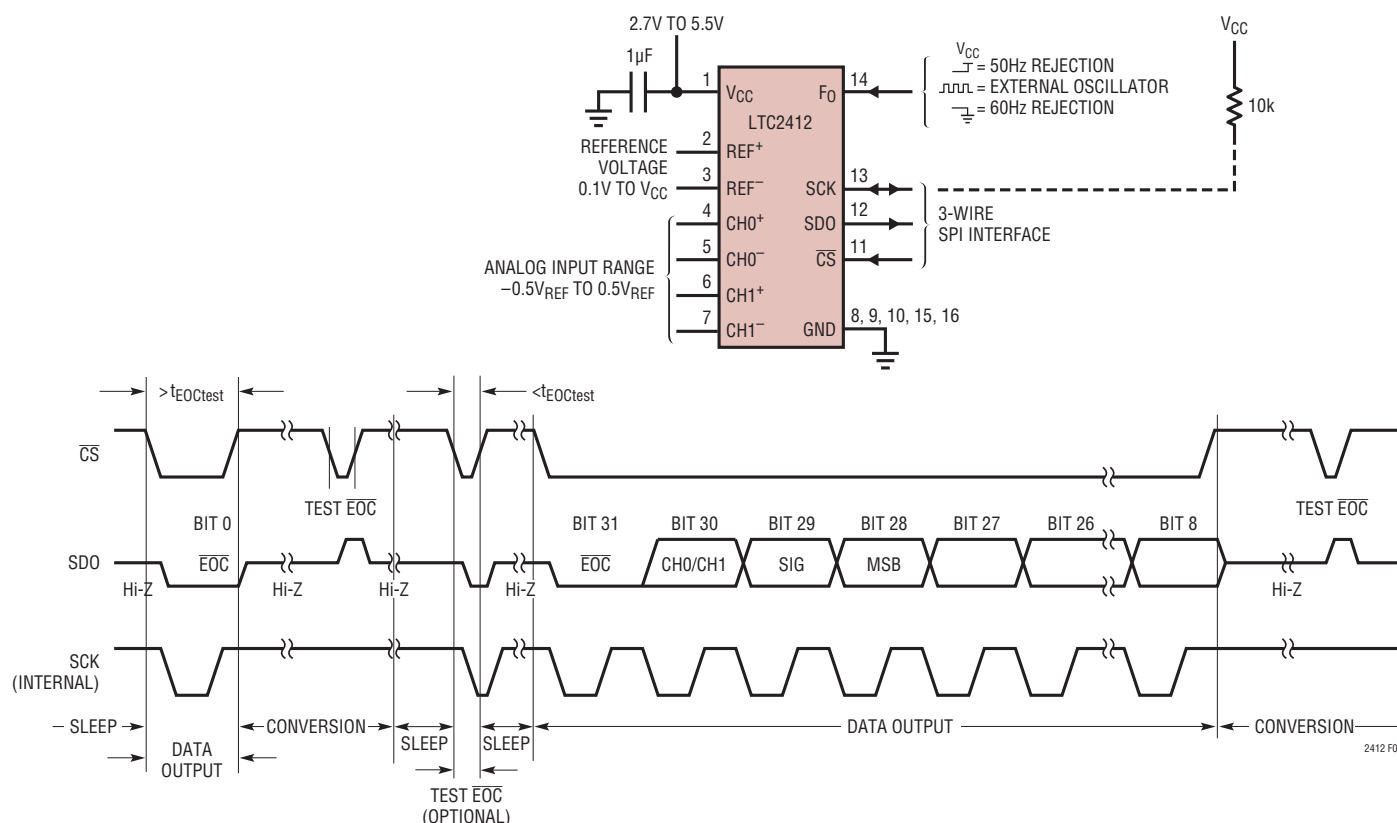 2.7V TO 5.5V
1µF
VCC
1
VCC
FO
14
VCC
= 50Hz REJECTION
= EXTERNAL OSCILLATOR
= 60Hz REJECTION
10k
LTC2412
REFERENCE
VOLTAGE
0.1V TO VCC
2
REF+
3
REF–
SCK
13
4
CH0+
SDO
12
3-WIRE
SPI INTERFACE
5
CH0–
CS
11
ANALOG INPUT RANGE
–0.5VREF TO 0.5VREF
6
CH1+
7
CH1–
GND
8, 9, 10, 15, 16
>tEOCtest
<tEOCtest
CS
TEST EOC
TEST EOC
BIT 0
BIT 31
BIT 30
BIT 29
BIT 28
BIT 27
BIT 26
BIT 8
SDO
EOC
EOC
CH0/CH1
SIG
MSB
Hi-Z
Hi-Z
Hi-Z
Hi-Z
Hi-Z
SCK
(INTERNAL)
SLEEP
CONVERSION
SLEEP
SLEEP
DATA OUTPUT
CONVERSION
DATA
OUTPUT
TEST EOC
(OPTIONAL)
2412 F0